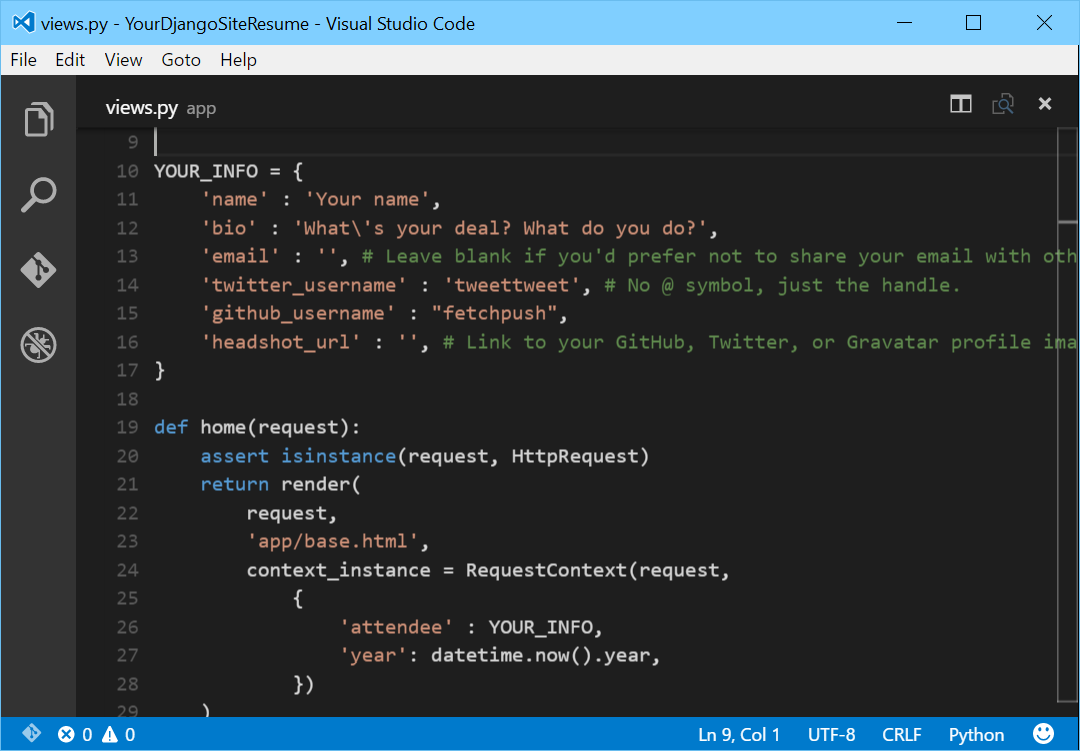 views.py - YourDjangoSiteResume - Visual Studio Code
File Edit View Goto Help
views.py app
9
10 YOUR_INFO = {
11     'name' : 'Your name',
12     'bio' : 'What\'s your deal? What do you do?',
13     'email' : '', # Leave blank if you'd prefer not to share your email with oth
14     'twitter_username' : 'tweettweet', # No @ symbol, just the handle.
15     'github_username' : "fetchpush",
16     'headshot_url' : '', # Link to your GitHub, Twitter, or Gravatar profile ima
17 }
18
19 def home(request):
20     assert isinstance(request, HttpRequest)
21     return render(
22         request,
23         'app/base.html',
24         context_instance = RequestContext(request,
25             {
26                 'attendee' : YOUR_INFO,
27                 'year': datetime.now().year,
28             })
29     )
0 0 Ln 9, Col 1 UTF-8 CRLF Python